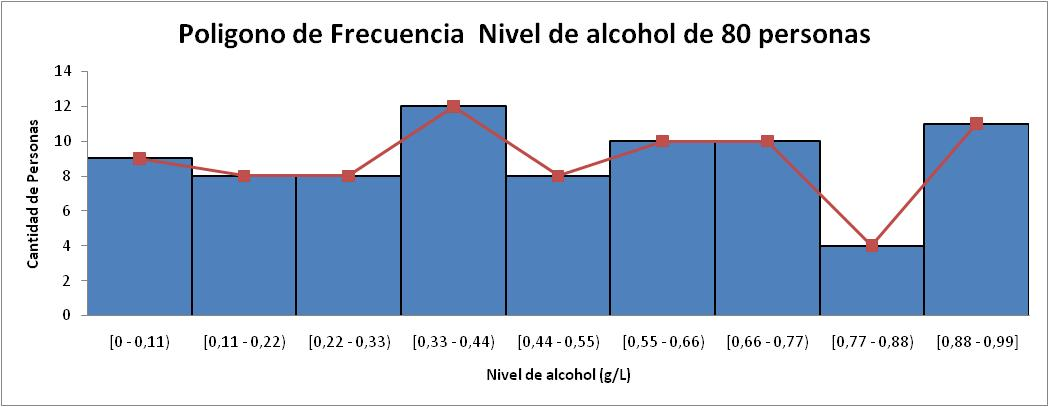 Poligono de Frecuencia  Nivel de alcohol de 80 personas
14
12
10
8
6
4
2
0
Cantidad de Personas
[0 - 0,11) [0,11 - 0,22) [0,22 - 0,33) [0,33 - 0,44) [0,44 - 0,55) [0,55 - 0,66) [0,66 - 0,77) [0,77 - 0,88) [0,88 - 0,99]
Nivel de alcohol (g/L)